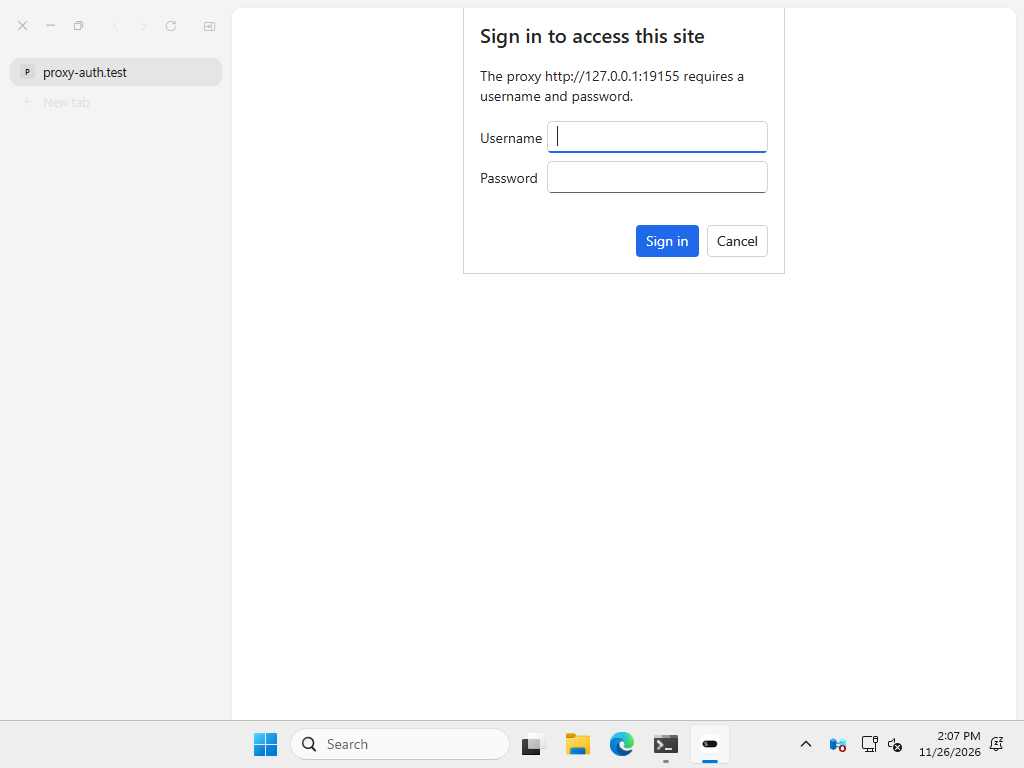 P proxy-auth.test
+ New tab
Sign in to access this site
The proxy http://127.0.0.1:19155 requires a
username and password.
Username
Password
Sign in Cancel
Search
2:07 PM
11/26/2026